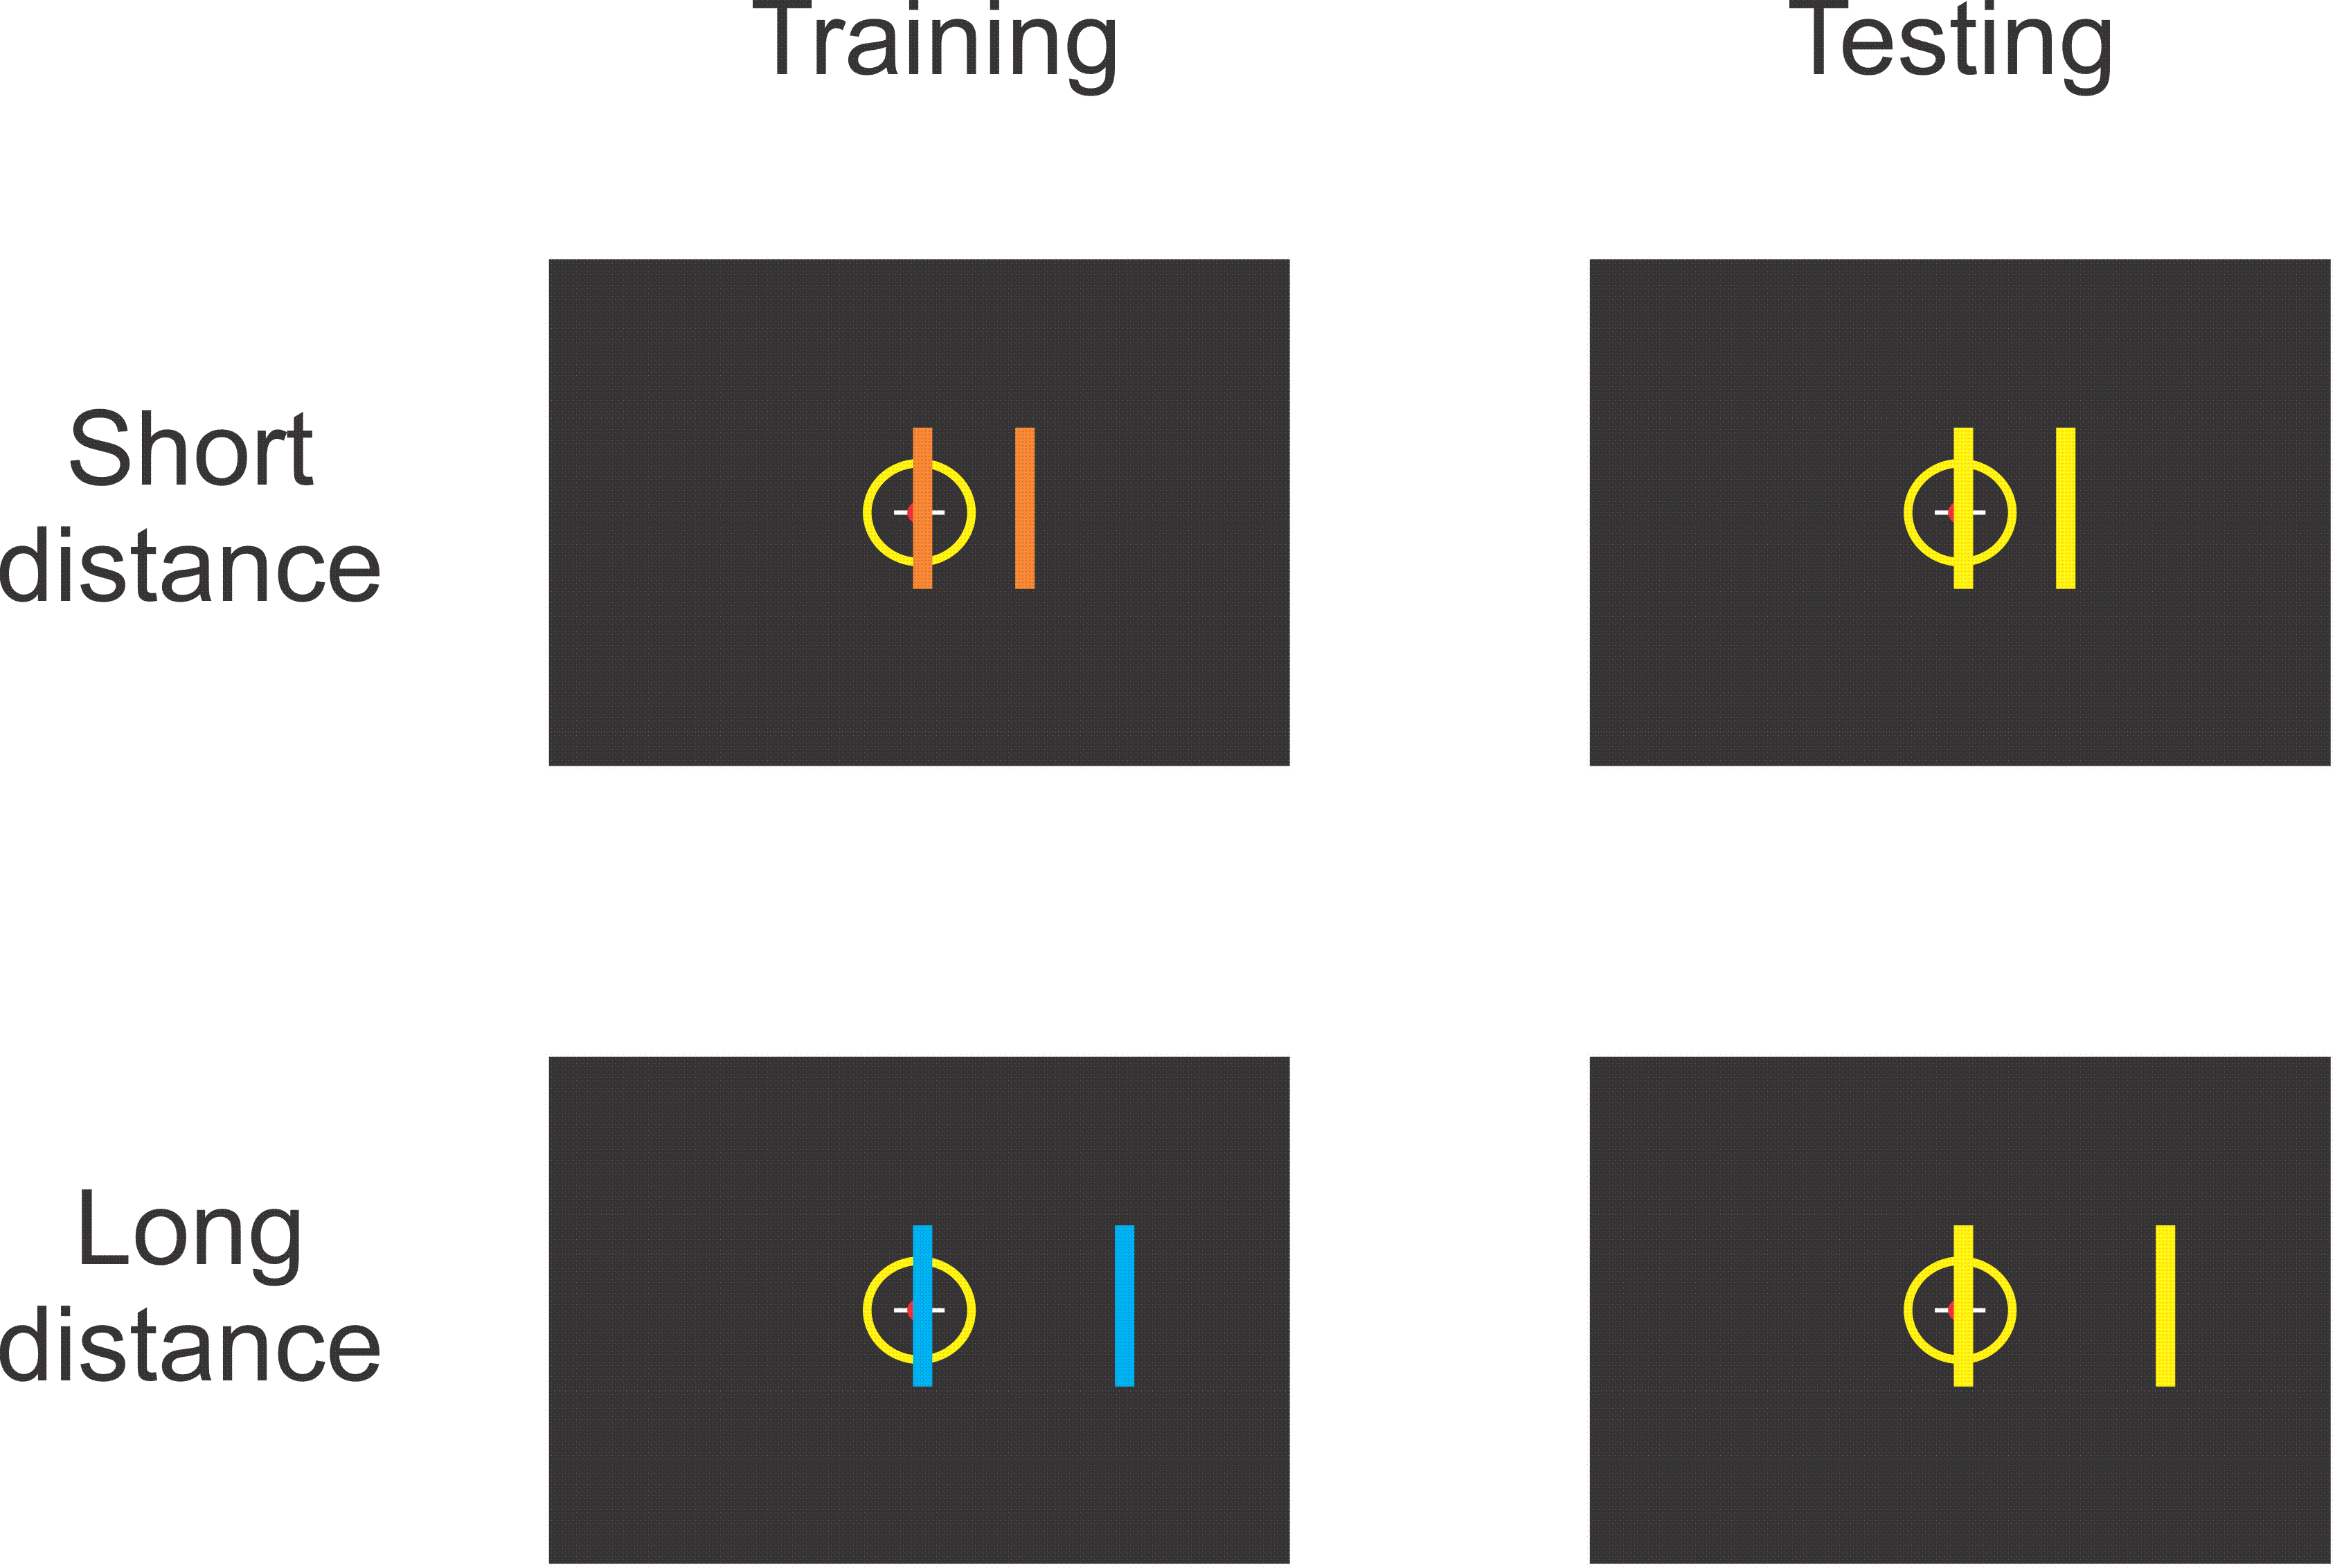 Training
Testing
Short
distance
Long
distance